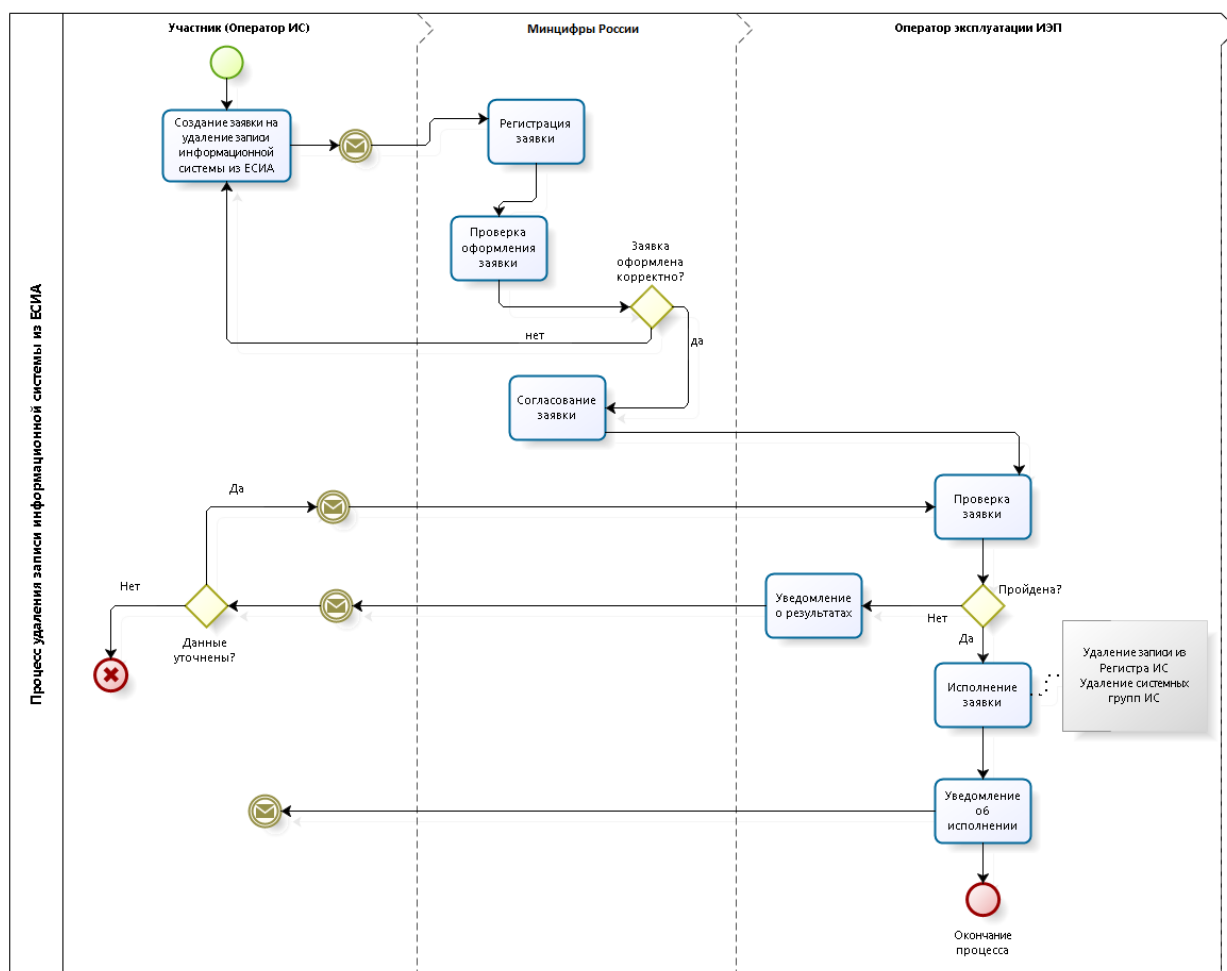 Процесс удаления записи информационной системы из ЕСИА
Участник (Оператор ИС)
Минцифры России
Оператор эксплуатации ИЭП
Создание заявки на
удаление записи
информационной
системы из ЕСИА
Регистрация
заявки
Проверка
оформления
заявки
Заявка
оформлена
корректно?
нет
да
Согласование
заявки
Да
Проверка
заявки
Нет
Данные
уточнены?
Уведомление
о результатах
Нет
Пройдена?
Да
Исполнение
заявки
Удаление записи из
Регистра ИС
Удаление системных
групп ИС
Уведомление
об
исполнении
Окончание
процесса